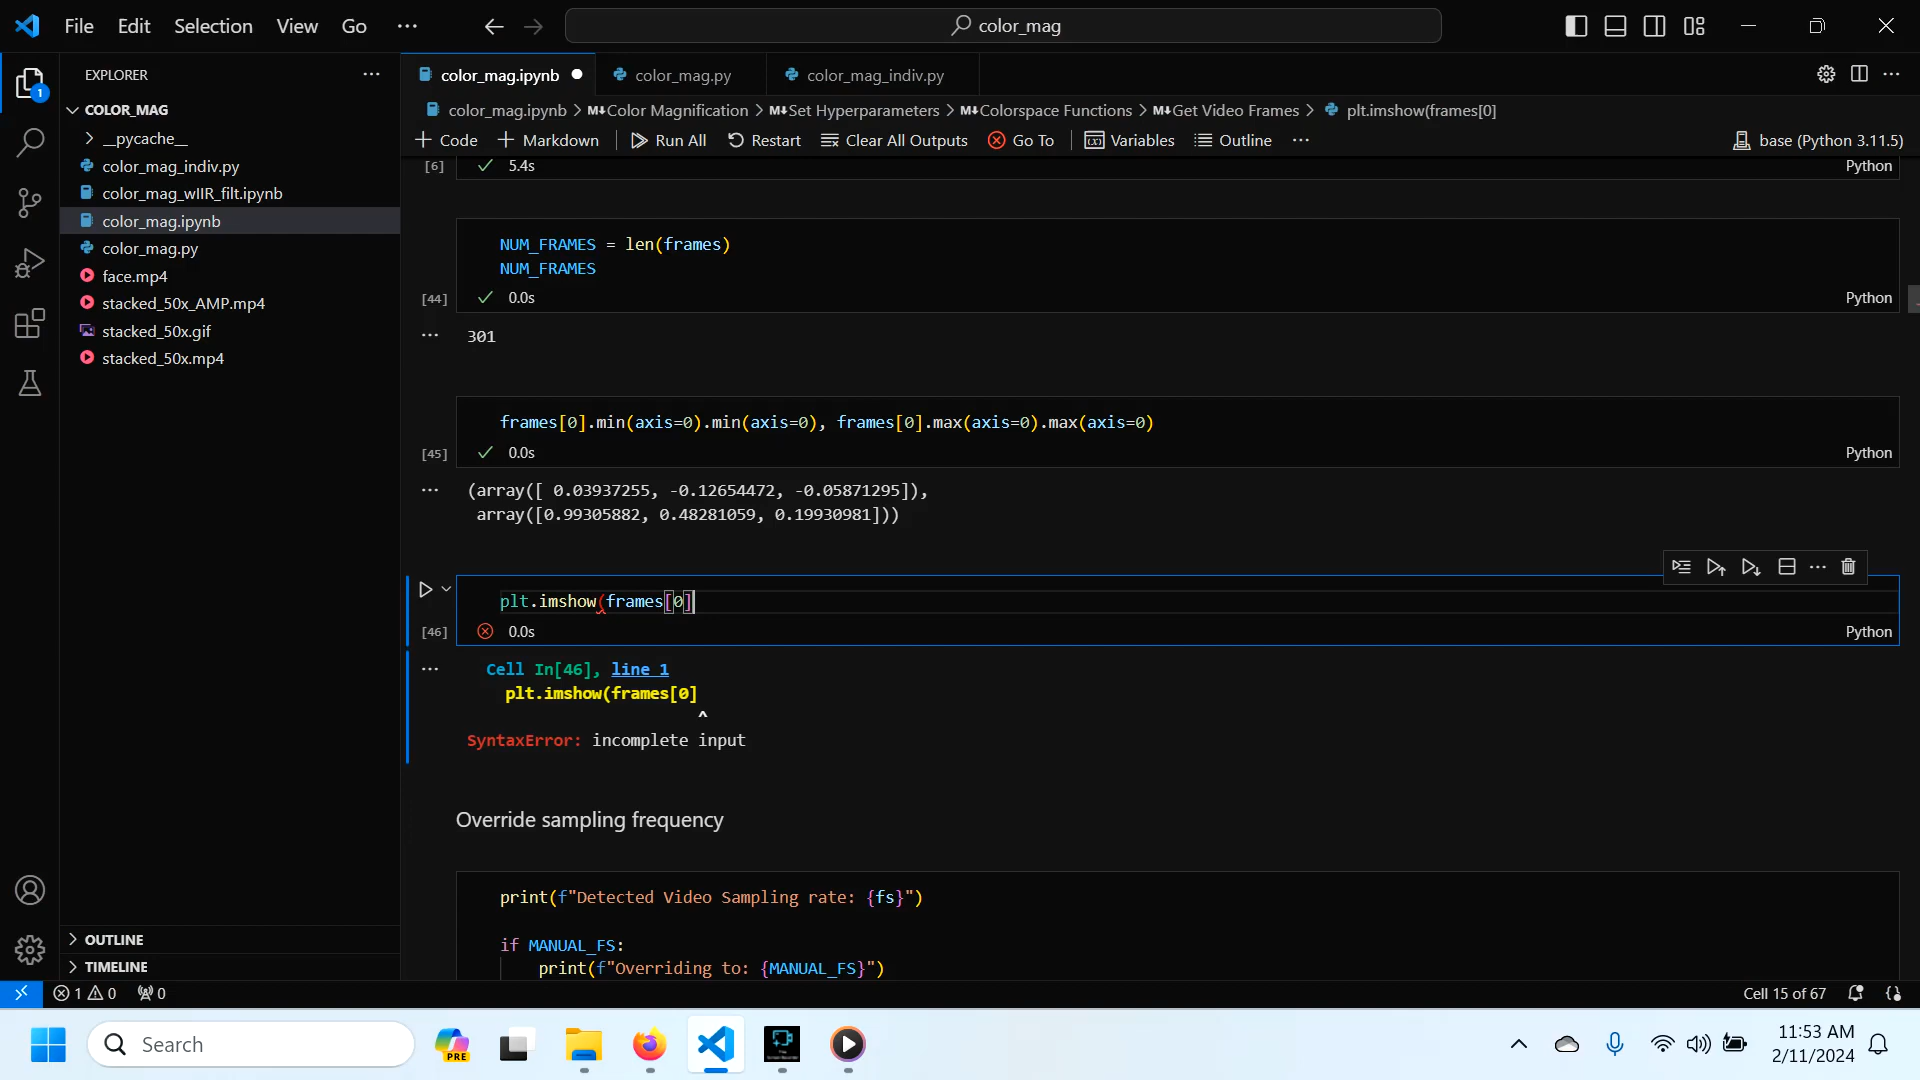 File Edit Selection View Go ··· color_mag
EXPLORER ···
COLOR_MAG
__pycache__
color_mag_indiv.py
color_mag_wIIR_filt.ipynb
color_mag.ipynb
color_mag.py
face.mp4
stacked_50x_AMP.mp4
stacked_50x.gif
stacked_50x.mp4
OUTLINE
TIMELINE
1
color_mag.ipynb color_mag.py color_mag_indiv.py
color_mag.ipynb > M↓Color Magnification > M↓Set Hyperparameters > M↓Colorspace Functions > M↓Get Video Frames > plt.imshow(frames[0]
+ Code + Markdown Run All Restart Clear All Outputs Go To Variables Outline ··· base (Python 3.11.5)
[6] 5.4s Python
NUM_FRAMES = len(frames)
NUM_FRAMES
[44] 0.0s Python
301
frames[0].min(axis=0).min(axis=0), frames[0].max(axis=0).max(axis=0)
[45] 0.0s Python
(array([ 0.03937255, -0.12654472, -0.05871295]),
array([0.99305882, 0.48281059, 0.19930981]))
plt.imshow(frames[0]
[46] 0.0s Python
Cell In[46], line 1
plt.imshow(frames[0]
^
SyntaxError: incomplete input
Override sampling frequency
print(f"Detected Video Sampling rate: {fs}")
if MANUAL_FS:
print(f"Overriding to: {MANUAL_FS}")
1 0 0 Cell 15 of 67
Search PRE 11:53 AM
2/11/2024